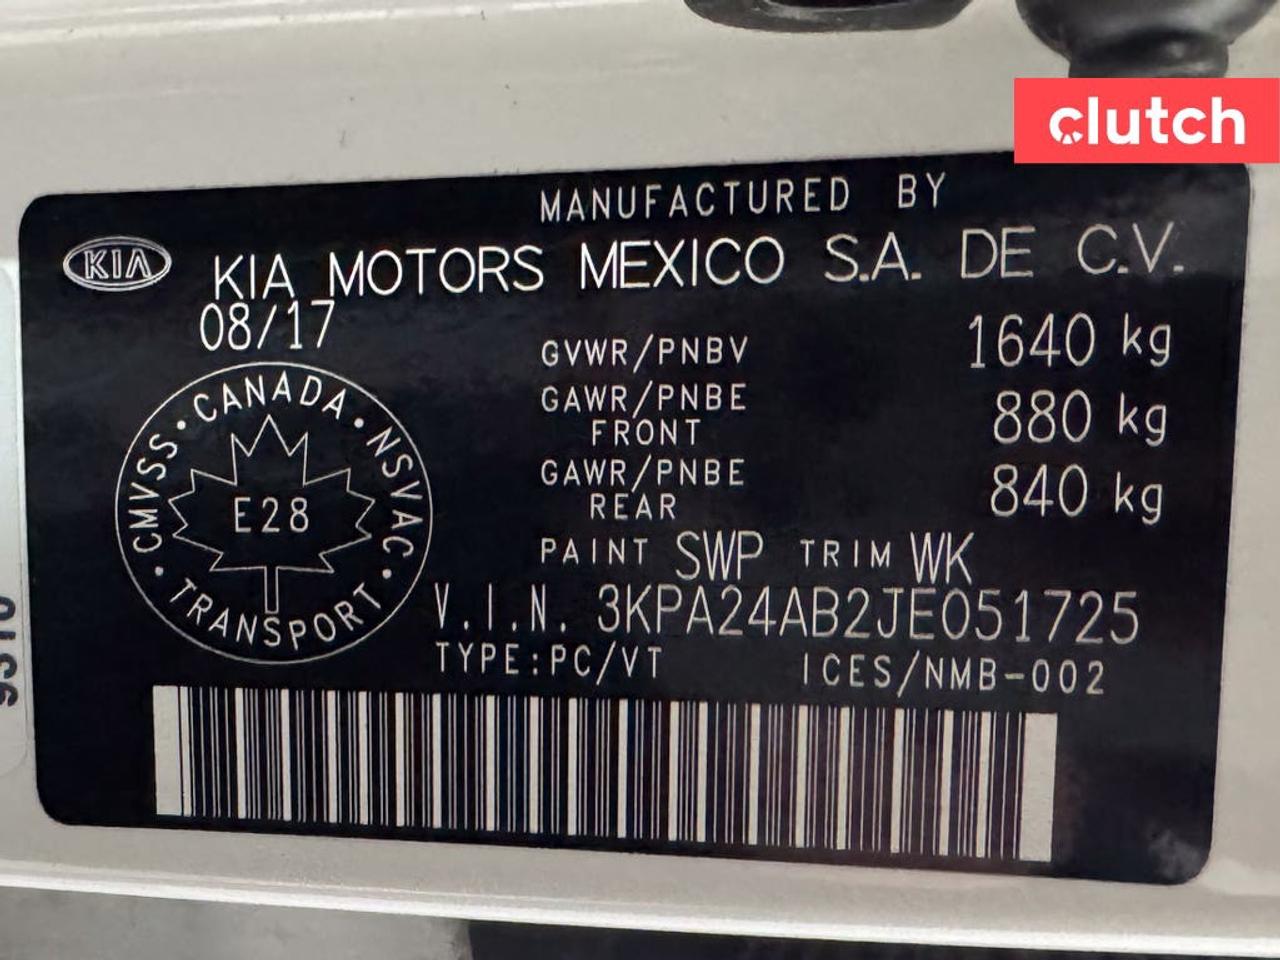 clutch
MANUFACTURED BY
KIA
KIA MOTORS MEXICO S.A. DE C.V.
08/17
GVWR/PNBV 1640 kg
GAWR/PNBE FRONT 880 kg
GAWR/PNBE REAR 840 kg
CMVSS · CANADA · NSVAC · TRANSPORT ·
E28
PAINT SWP TRIM WK
V.I.N. 3KPA24AB2JE051725
TYPE:PC/VT ICES/NMB-002